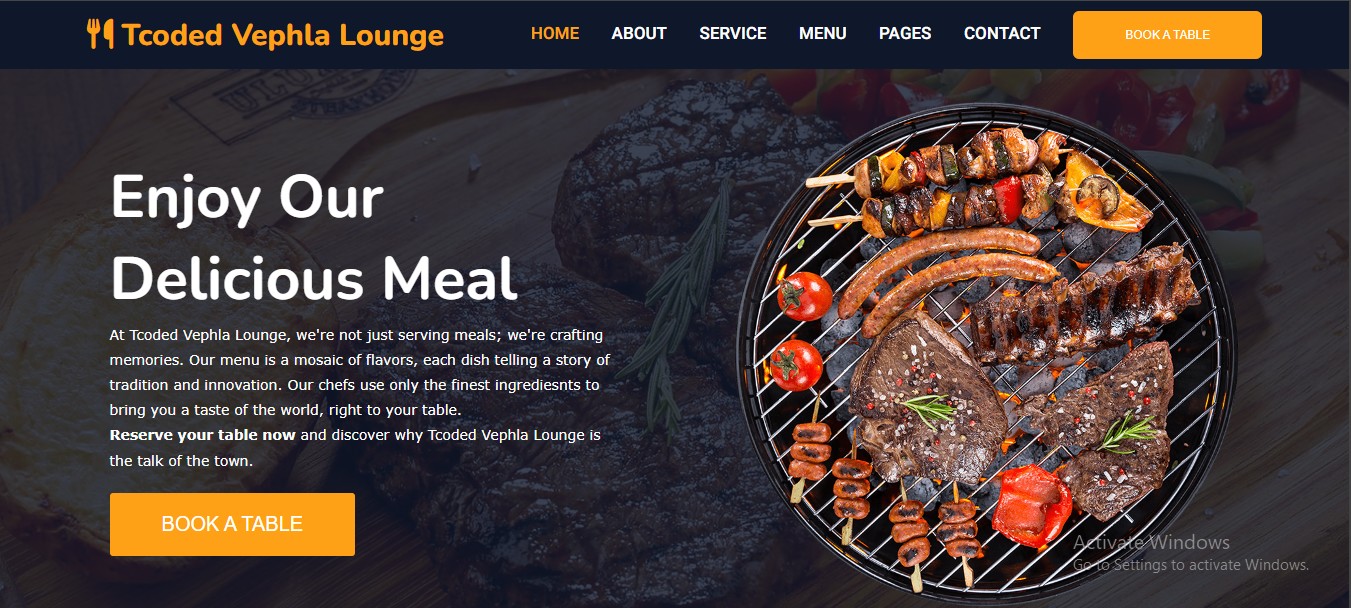 Tcoded Vephla Lounge
HOME
ABOUT
SERVICE
MENU
PAGES
CONTACT
BOOK A TABLE
Enjoy Our
Delicious Meal
At Tcoded Vephla Lounge, we're not just serving meals; we're crafting
memories. Our menu is a mosaic of flavors, each dish telling a story of
tradition and innovation. Our chefs use only the finest ingrediesnts to
bring you a taste of the world, right to your table.
Reserve your table now and discover why Tcoded Vephla Lounge is
the talk of the town.
BOOK A TABLE
Activate Windows
Go to Settings to activate Windows.